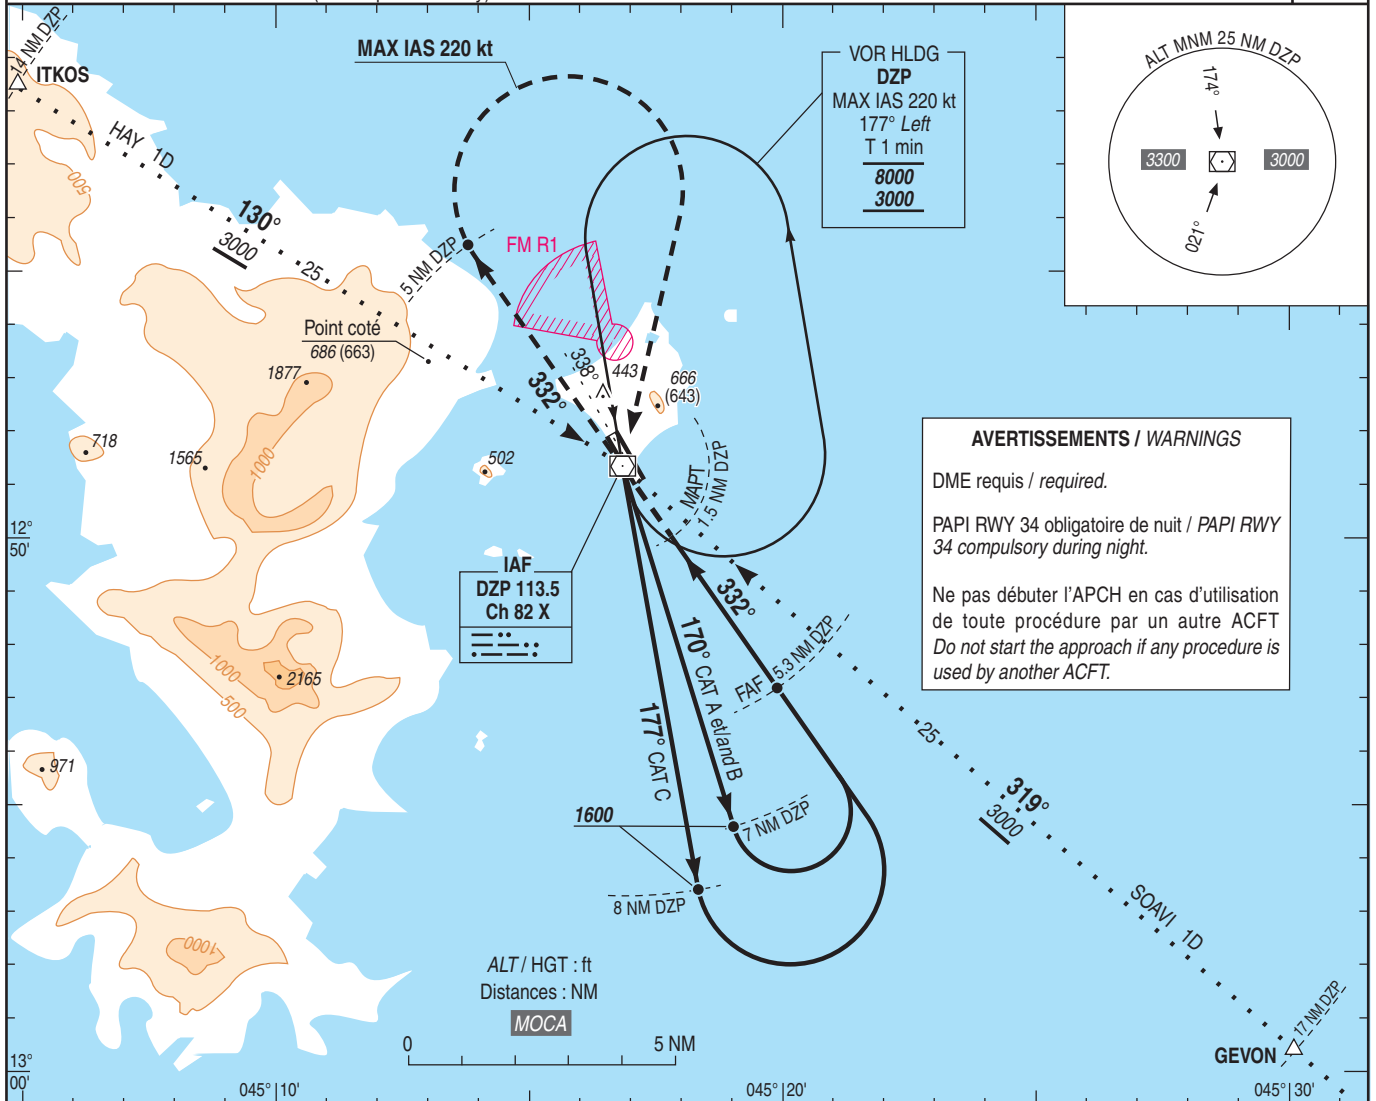 14 NM DZP
ITKOS
MAX IAS 220 kt
VOR HLDG
DZP
MAX IAS 220 kt
177° Left
T 1 min
8000
3000
ALT MNM 25 NM DZP
174°
3300
3000
021°
HAY 1D
500
130°
3000
25
5 NM DZP
FM R1
Point coté
686 (663)
1877
338°
443
332°
666
(643)
718
1565
1000
502
MAPT
1.5 NM DZP
AVERTISSEMENTS / WARNINGS
DME requis / required.
PAPI RWY 34 obligatoire de nuit / PAPI RWY
34 compulsory during night.
Ne pas débuter l'APCH en cas d'utilisation
de toute procédure par un autre ACFT
Do not start the approach if any procedure is
used by another ACFT.
12°
50'
IAF
DZP 113.5
Ch 82 X
332°
170° CAT A et/and B
177° CAT C
FAF
5.3 NM DZP
1000
500
2165
25
319°
3000
971
1600
7 NM DZP
8 NM DZP
SOAVI 1D
1000
ALT / HGT : ft
Distances : NM
MOCA
0
5 NM
17 NM DZP
GEVON
13°
00'
045° 10'
045° 20'
045° 30'